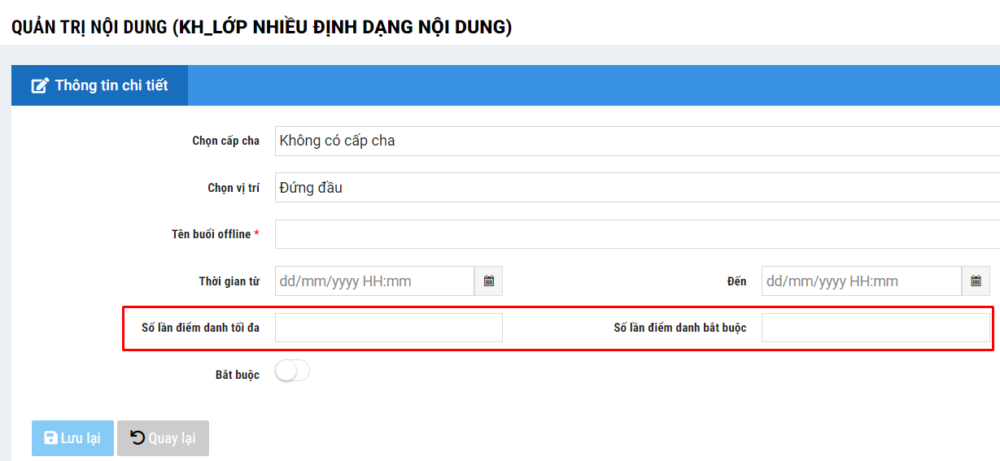 QUẢN TRỊ NỘI DUNG (KH_LỚP NHIỀU ĐỊNH DẠNG NỘI DUNG)
Thông tin chi tiết
Chọn cấp cha Không có cấp cha
Chọn vị trí Đứng đầu
Tên buổi offline *
Thời gian từ dd/mm/yyyy HH:mm Đến dd/mm/yyyy HH:mm
Số lần điểm danh tối đa Số lần điểm danh bắt buộc
Bắt buộc
Lưu lại Quay lại